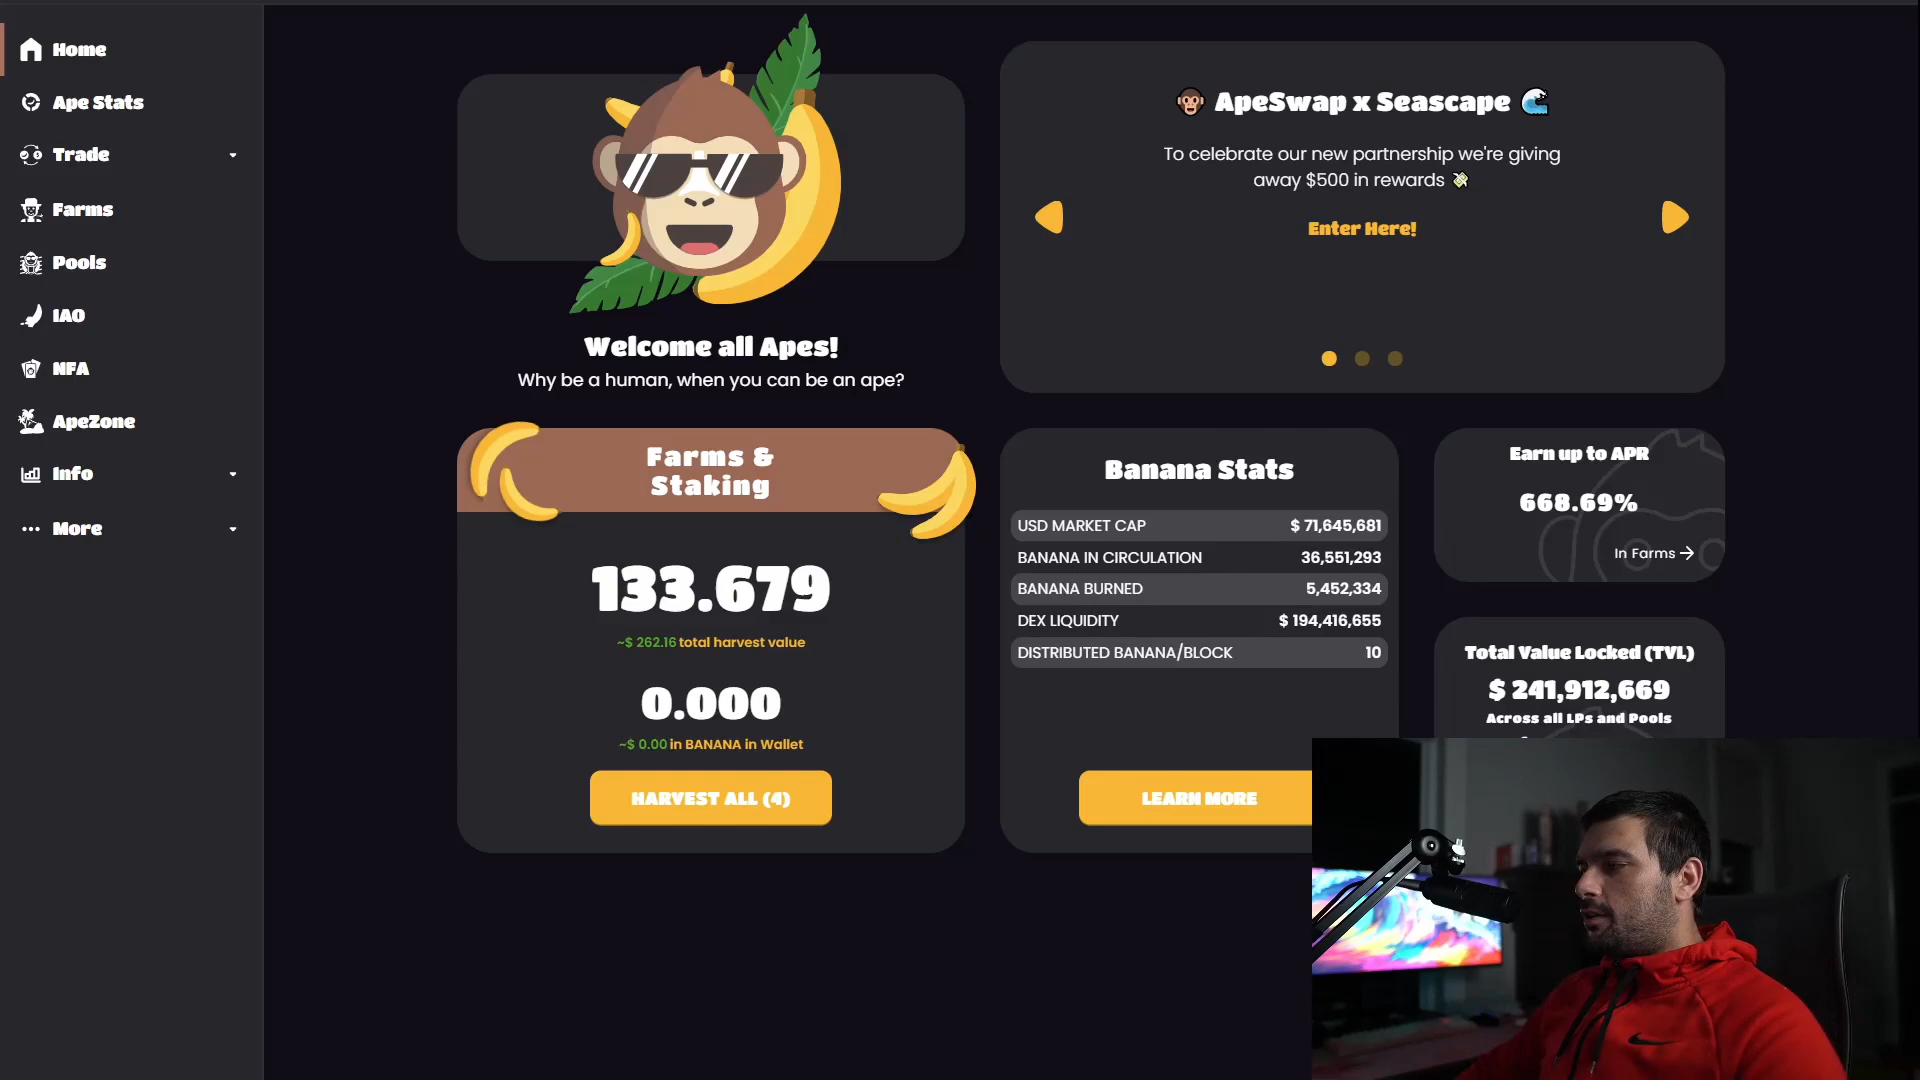 Home
Ape Stats
Trade
Farms
Pools
IAO
NFA
ApeZone
Info
More
Welcome all Apes!
Why be a human, when you can be an ape?
🐵 ApeSwap x Seascape 🌊
To celebrate our new partnership we're giving
away $500 in rewards 💸
Enter Here!
Farms &
Staking
133.679
~$ 262.16 total harvest value
0.000
~$ 0.00 in BANANA in Wallet
HARVEST ALL (4)
Banana Stats
USD MARKET CAP $ 71,645,681
BANANA IN CIRCULATION 36,551,293
BANANA BURNED 5,452,334
DEX LIQUIDITY $ 194,416,655
DISTRIBUTED BANANA/BLOCK 10
LEARN MORE
Earn up to APR
668.69%
In Farms →
Total Value Locked (TVL)
$ 241,912,669
Across all LPs and Pools